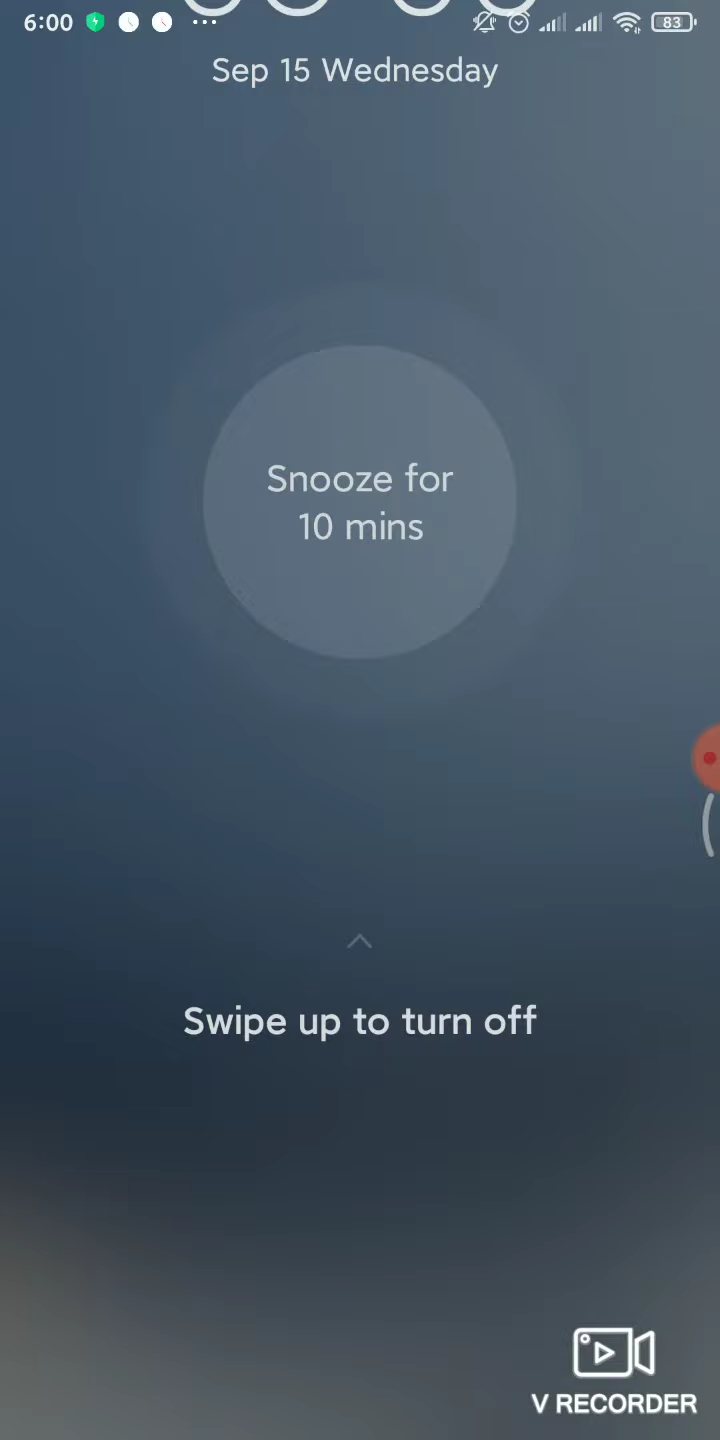 6:00
83
Sep 15 Wednesday
Snooze for
10 mins
Swipe up to turn off
V RECORDER